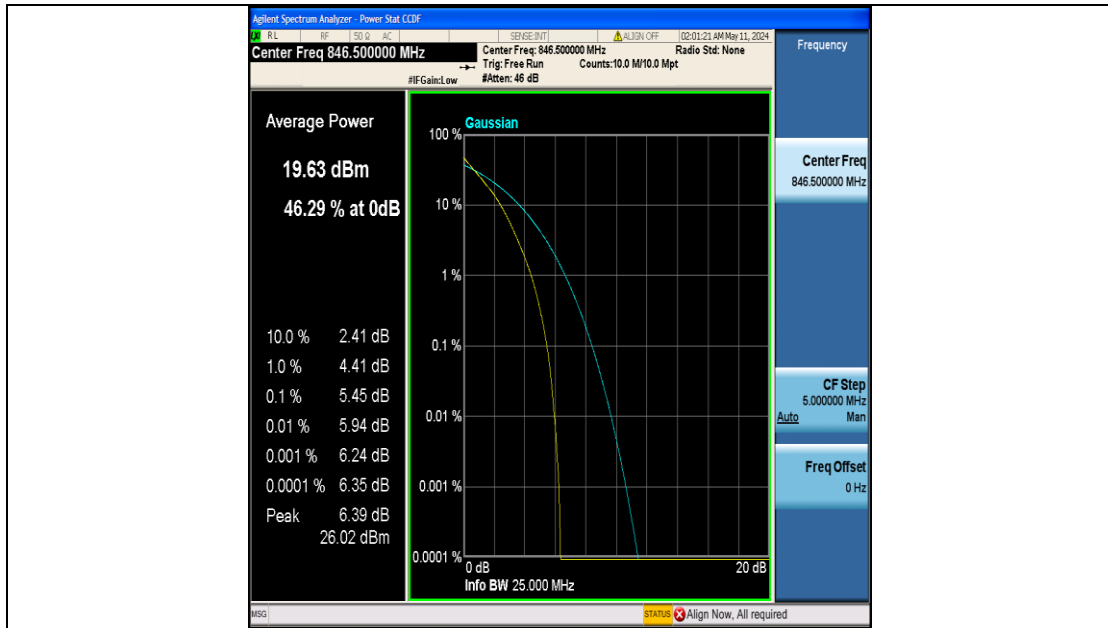 Agilent Spectrum Analyzer - Power Stat CCDF
RL RF 50 Ω AC SENSE:INT ALIGN OFF 02:01:21 AM May 11, 2024
Center Freq 846.500000 MHz
Center Freq: 846.500000 MHz Radio Std: None
Trig: Free Run Counts:10.0 M/10.0 Mpt
#IFGain:Low #Atten: 46 dB
Frequency
Average Power
19.63 dBm
46.29 % at 0dB
10.0 % 2.41 dB
1.0 % 4.41 dB
0.1 % 5.45 dB
0.01 % 5.94 dB
0.001 % 6.24 dB
0.0001 % 6.35 dB
Peak 6.39 dB
26.02 dBm
Gaussian
100 %
10 %
1 %
0.1 %
0.01 %
0.001 %
0.0001 %
0 dB 20 dB
Info BW 25.000 MHz
Center Freq
846.500000 MHz
CF Step
5.000000 MHz
Auto Man
Freq Offset
0 Hz
MSG STATUS Align Now, All required